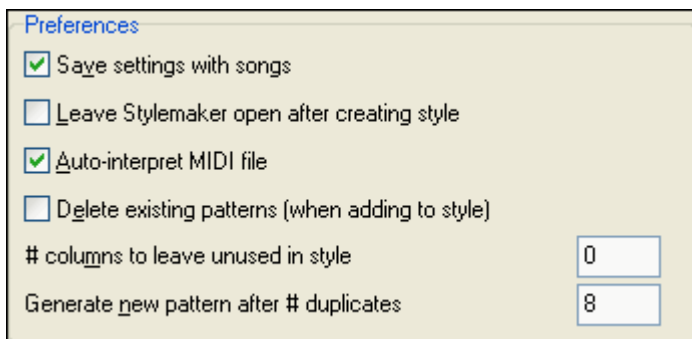 Preferences
Save settings with songs
Leave Stylemaker open after creating style
Auto-interpret MIDI file
Delete existing patterns (when adding to style)
# columns to leave unused in style 0
Generate new pattern after # duplicates 8